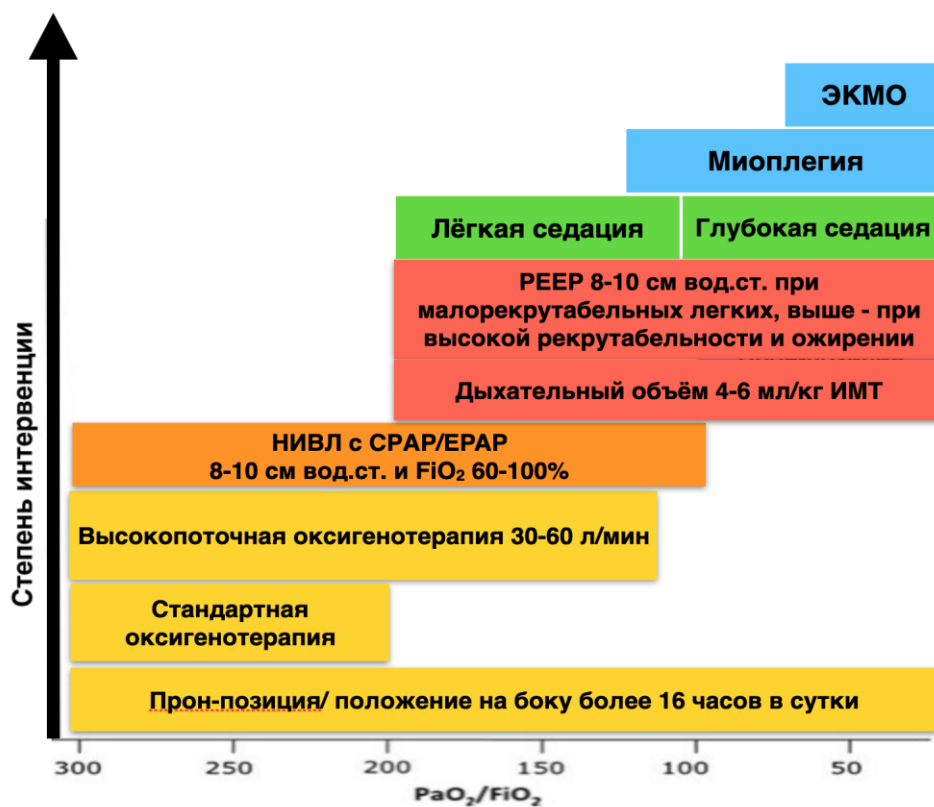 ЭКМО
Миоплегия
Лёгкая седация
Глубокая седация
PEEP 8-10 см вод.ст. при
малорекрутабельных легких, выше - при
высокой рекрутабельности и ожирении
Дыхательный объём 4-6 мл/кг ИМТ
НИВЛ с CPAP/EPAP
8-10 см вод.ст. и FiO₂ 60-100%
Высокопоточная оксигенотерапия 30-60 л/мин
Стандартная
оксигенотерапия
Прон-позиция/ положение на боку более 16 часов в сутки
Степень интервенции
300 250 200 150 100 50
PaO₂/FiO₂